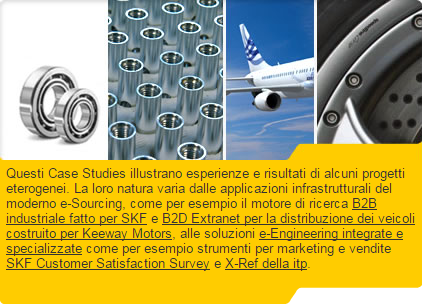 Questi Case Studies illustrano esperienze e risultati di alcuni progetti
eterogenei. La loro natura varia dalle applicazioni infrastrutturali del
moderno e-Sourcing, come per esempio il motore di ricerca B2B
industriale fatto per SKF e B2D Extranet per la distribuzione dei veicoli
costruito per Keeway Motors, alle soluzioni e-Engineering integrate e
specializzate come per esempio strumenti per marketing e vendite
SKF Customer Satisfaction Survey e X-Ref della itp.